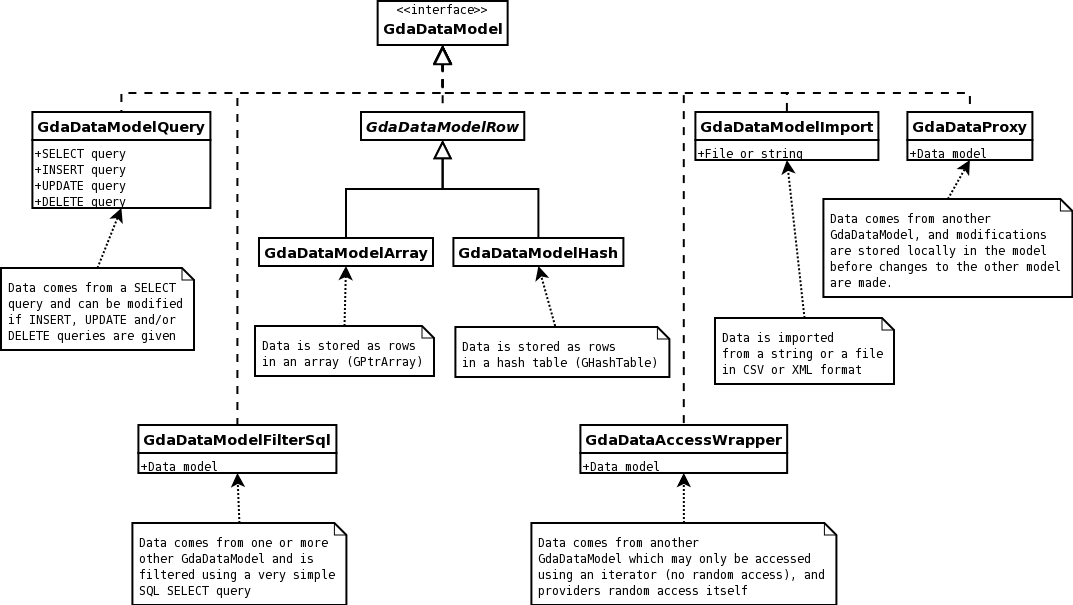 <<interface>>
GdaDataModel
GdaDataModelQuery
+SELECT query
+INSERT query
+UPDATE query
+DELETE query
GdaDataModelRow
GdaDataModelImport
+File or string
GdaDataProxy
+Data model
Data comes from another
GdaDataModel, and modifications
are stored locally in the model
before changes to the other model
are made.
GdaDataModelArray
GdaDataModelHash
Data comes from a SELECT
query and can be modified
if INSERT, UPDATE and/or
DELETE queries are given
Data is stored as rows
in an array (GPtrArray)
Data is stored as rows
in a hash table (GHashTable)
Data is imported
from a string or a file
in CSV or XML format
GdaDataModelFilterSql
+Data model
GdaDataAccessWrapper
+Data model
Data comes from one or more
other GdaDataModel and is
filtered using a very simple
SQL SELECT query
Data comes from another
GdaDataModel which may only be accessed
using an iterator (no random access), and
providers random access itself